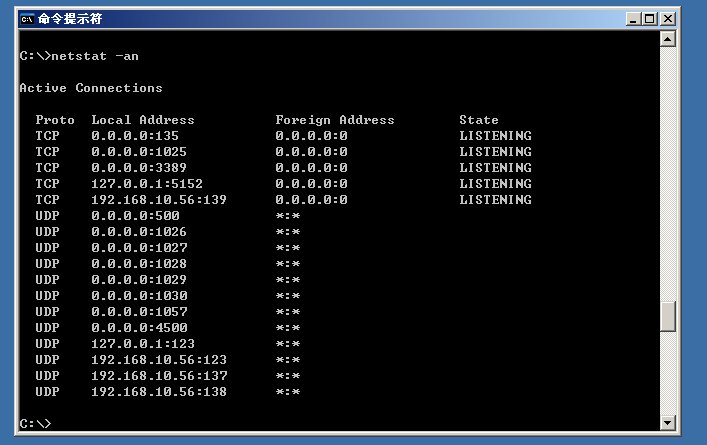 命令提示符
C:\>netstat -an
Active Connections
Proto  Local Address          Foreign Address        State
TCP    0.0.0.0:135            0.0.0.0:0              LISTENING
TCP    0.0.0.0:1025           0.0.0.0:0              LISTENING
TCP    0.0.0.0:3389           0.0.0.0:0              LISTENING
TCP    127.0.0.1:5152         0.0.0.0:0              LISTENING
TCP    192.168.10.56:139      0.0.0.0:0              LISTENING
UDP    0.0.0.0:500            *:*
UDP    0.0.0.0:1026           *:*
UDP    0.0.0.0:1027           *:*
UDP    0.0.0.0:1028           *:*
UDP    0.0.0.0:1029           *:*
UDP    0.0.0.0:1030           *:*
UDP    0.0.0.0:1057           *:*
UDP    0.0.0.0:4500           *:*
UDP    127.0.0.1:123          *:*
UDP    192.168.10.56:123      *:*
UDP    192.168.10.56:137      *:*
UDP    192.168.10.56:138      *:*
C:\>